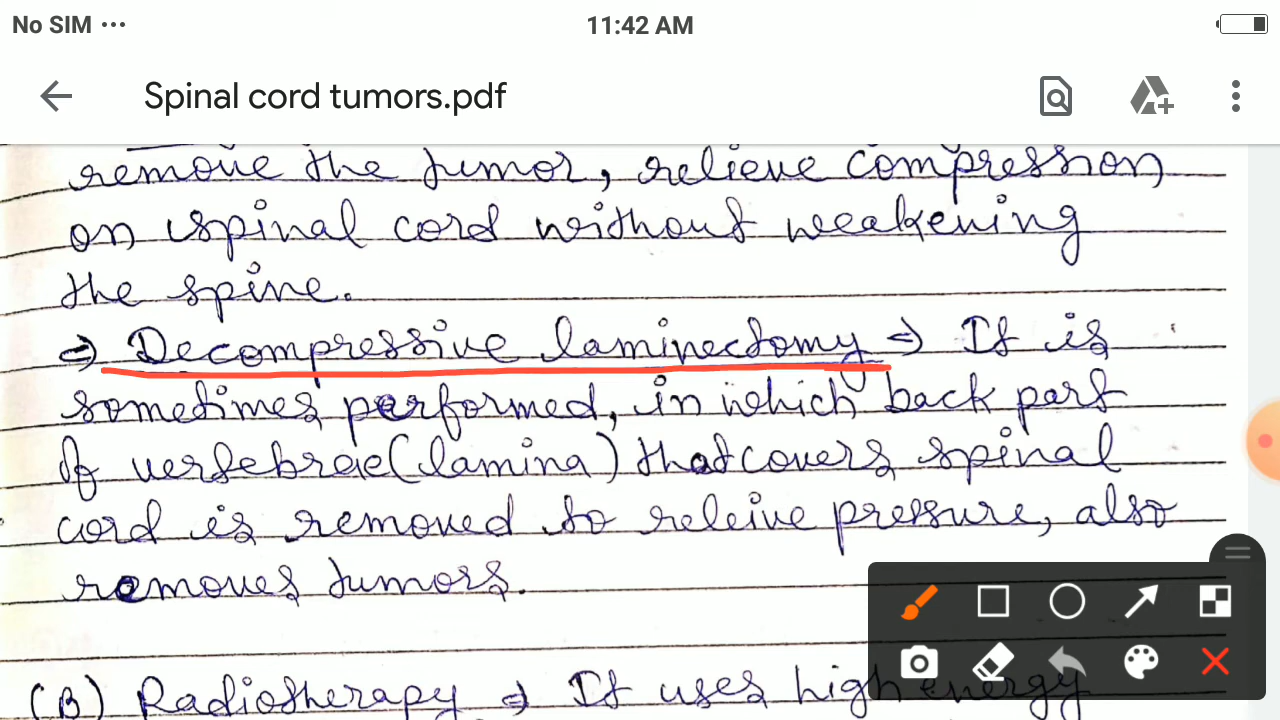 No SIM ···
11:42 AM
Spinal cord tumors.pdf
remove the tumor, relieve compression
on spinal cord without weakening
the spine.
⇒ Decompressive laminectomy ⇒ It is
sometimes performed, in which back part
of vertebrae (lamina) that covers spinal
cord is removed to releive pressure, also
removes tumors.
(B) Radiotherapy ⇒ It uses high energy